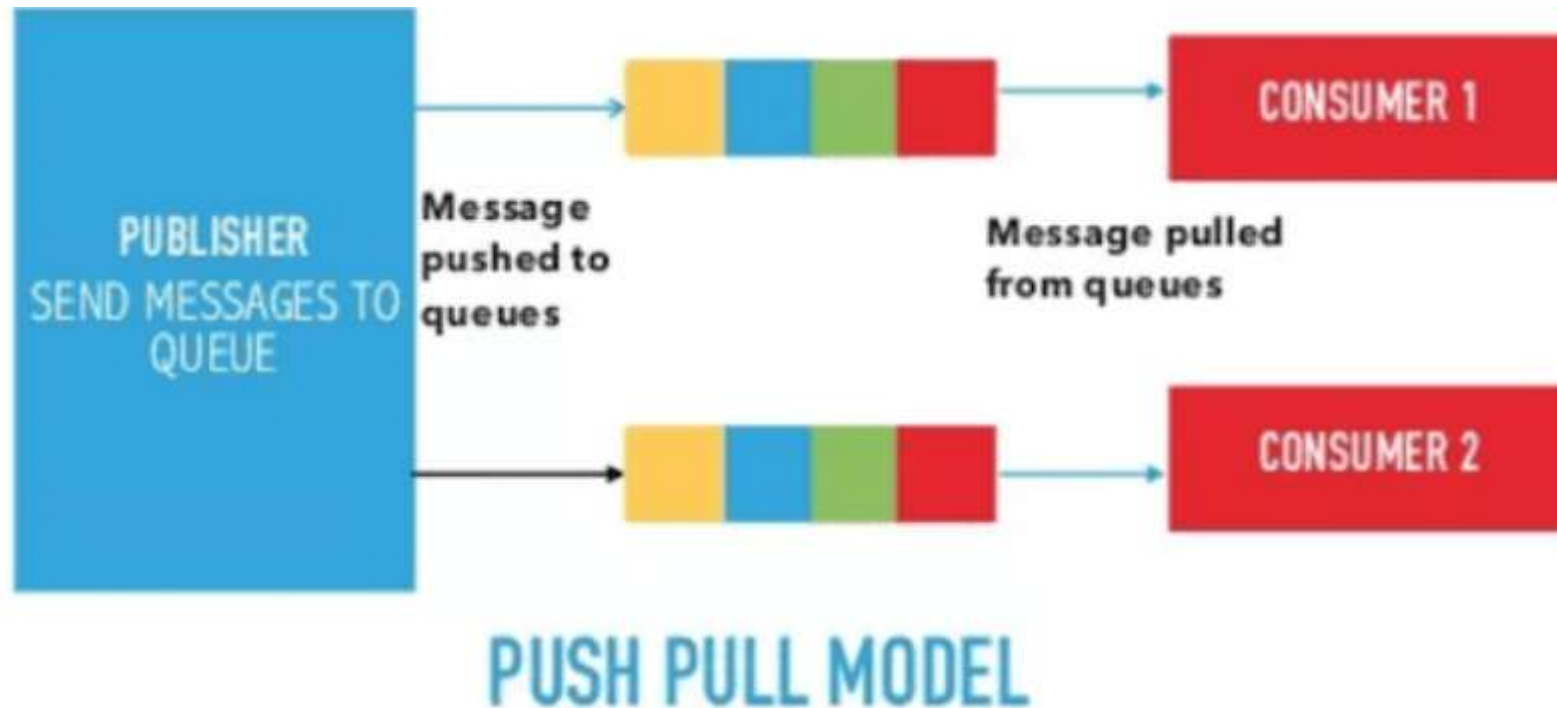 PUBLISHER
SEND MESSAGES TO
QUEUE
Message
pushed to
queues
CONSUMER 1
Message pulled
from queues
CONSUMER 2
PUSH PULL MODEL